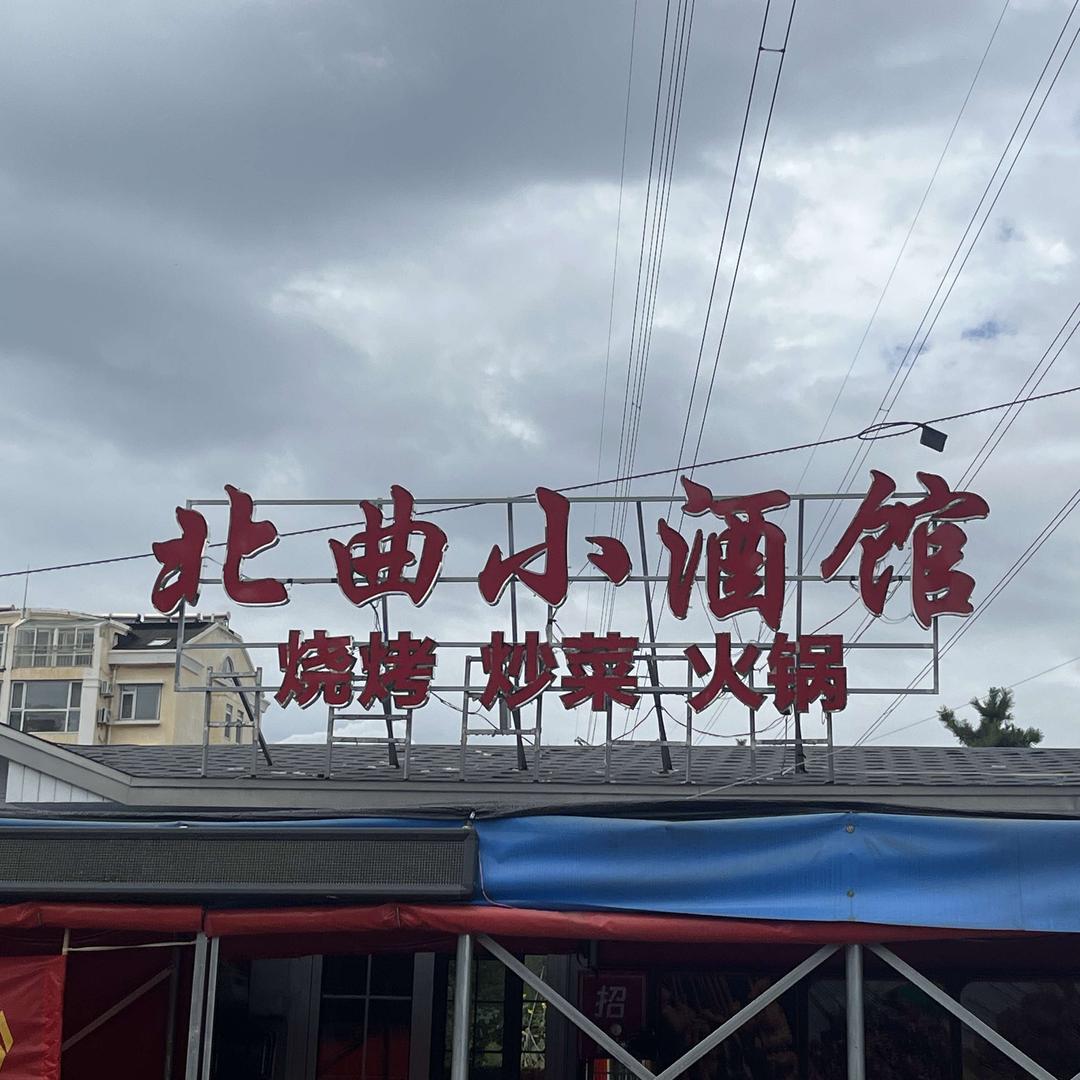 北曲小酒馆
烧烤 炒菜 火锅
招